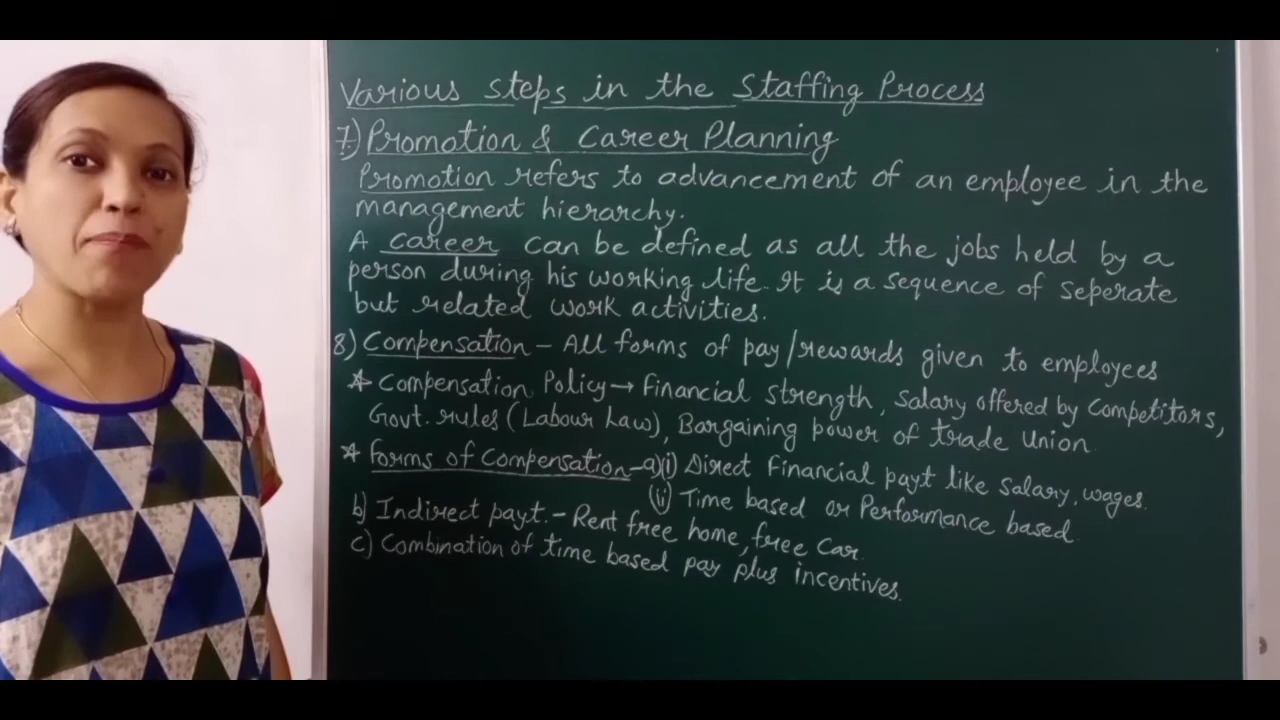 Various steps in the Staffing Process
7.) Promotion & Career Planning
Promotion refers to advancement of an employee in the
management hierarchy.
A career can be defined as all the jobs held by a
person during his working life. It is a sequence of seperate
but related work activities.
8) Compensation - All forms of pay/rewards given to employees
* Compensation Policy → Financial strength, Salary offered by Competitors,
Govt. rules (Labour Law), Bargaining power of trade Union
* Forms of Compensation - a)(i) Direct Financial payt like Salary, wages.
(ii) Time based or Performance based
b) Indirect payt. - Rent free home, free Car.
c) Combination of time based pay plus incentives.